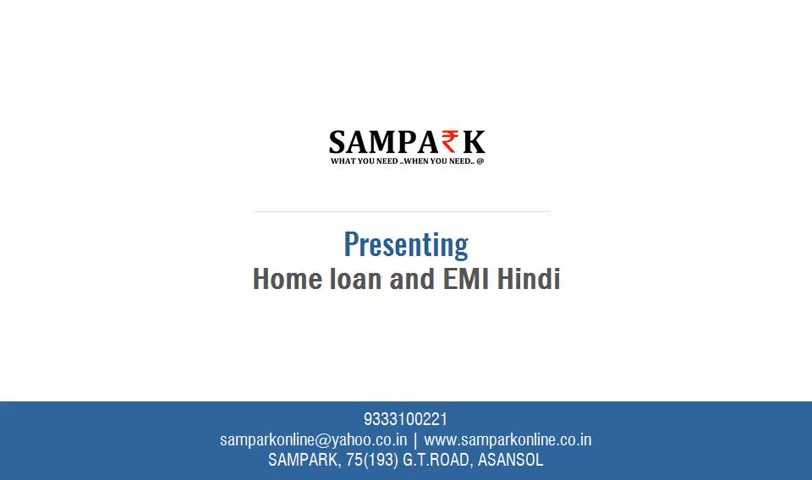 SAMPA₹K
WHAT YOU NEED ..WHEN YOU NEED.. @
Presenting
Home loan and EMI Hindi
9333100221
samparkonline@yahoo.co.in | www.samparkonline.co.in
SAMPARK, 75(193) G.T.ROAD, ASANSOL